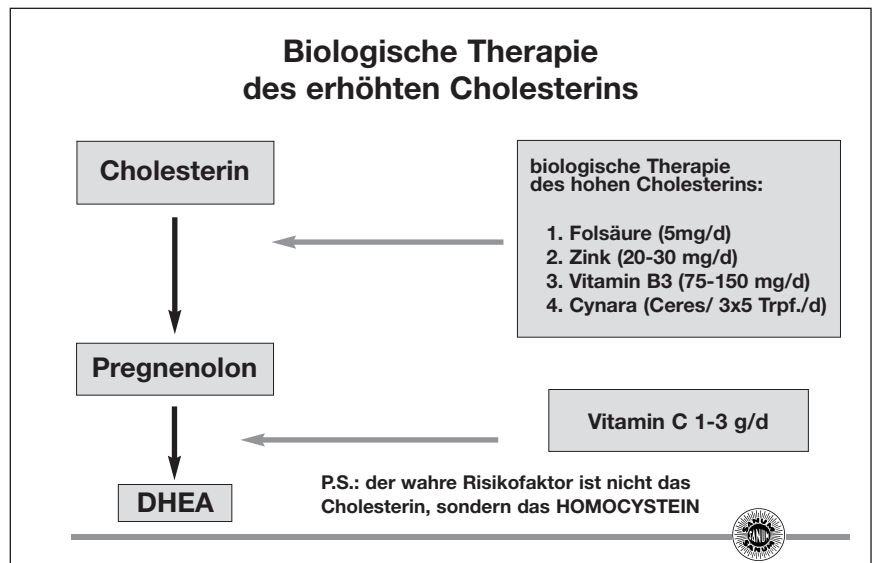 Biologische Therapie
des erhöhten Cholesterins
Cholesterin
biologische Therapie
des hohen Cholesterins:
1. Folsäure (5mg/d)
2. Zink (20-30 mg/d)
3. Vitamin B3 (75-150 mg/d)
4. Cynara (Ceres/ 3x5 Trpf./d)
Pregnenolon
Vitamin C 1-3 g/d
DHEA
P.S.: der wahre Risikofaktor ist nicht das
Cholesterin, sondern das HOMOCYSTEIN
SANUM